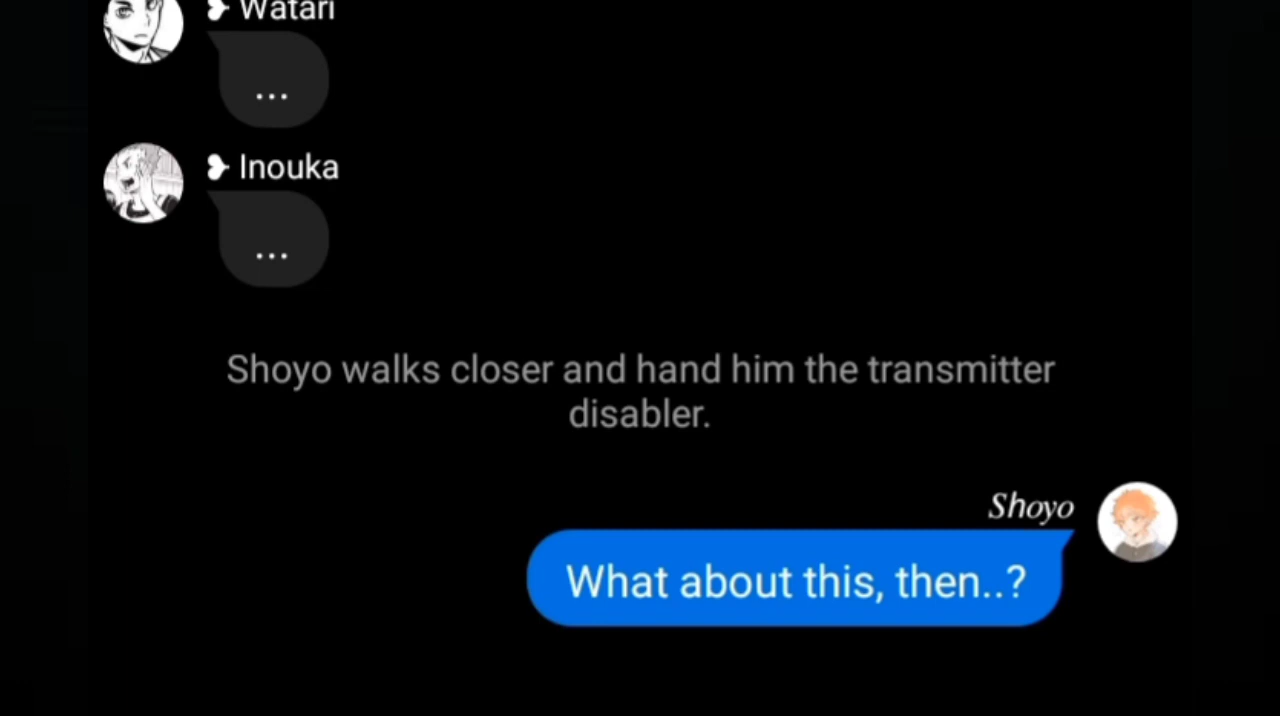 ❥ Watari
...
❥ Inouka
...
Shoyo walks closer and hand him the transmitter
disabler.
Shoyo
What about this, then..?